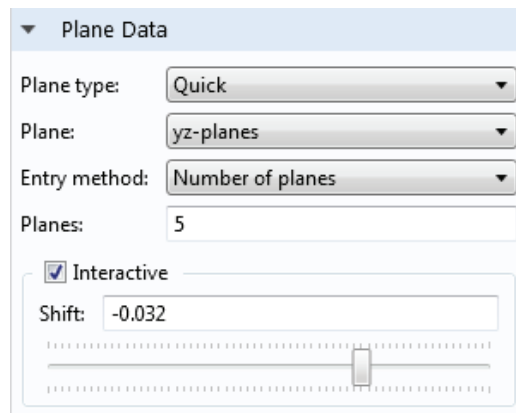 Plane Data
Plane type: Quick
Plane: yz-planes
Entry method: Number of planes
Planes: 5
Interactive
Shift: -0.032